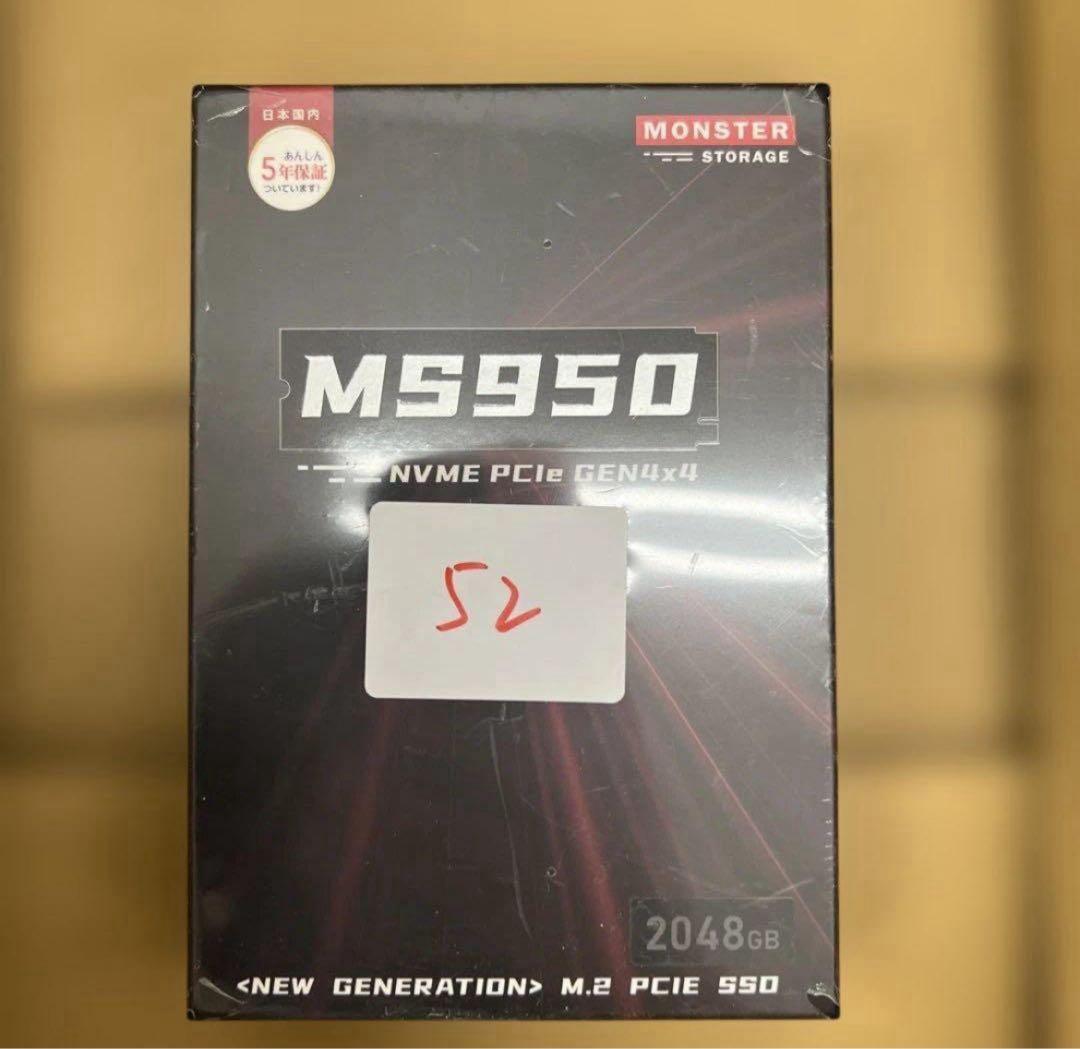 日本国内
あんしん
5年保証
ついています!
MONSTER
STORAGE
MS950
NVME PCIe GEN4x4
52
2048GB
<NEW GENERATION> M.2 PCIE SSD